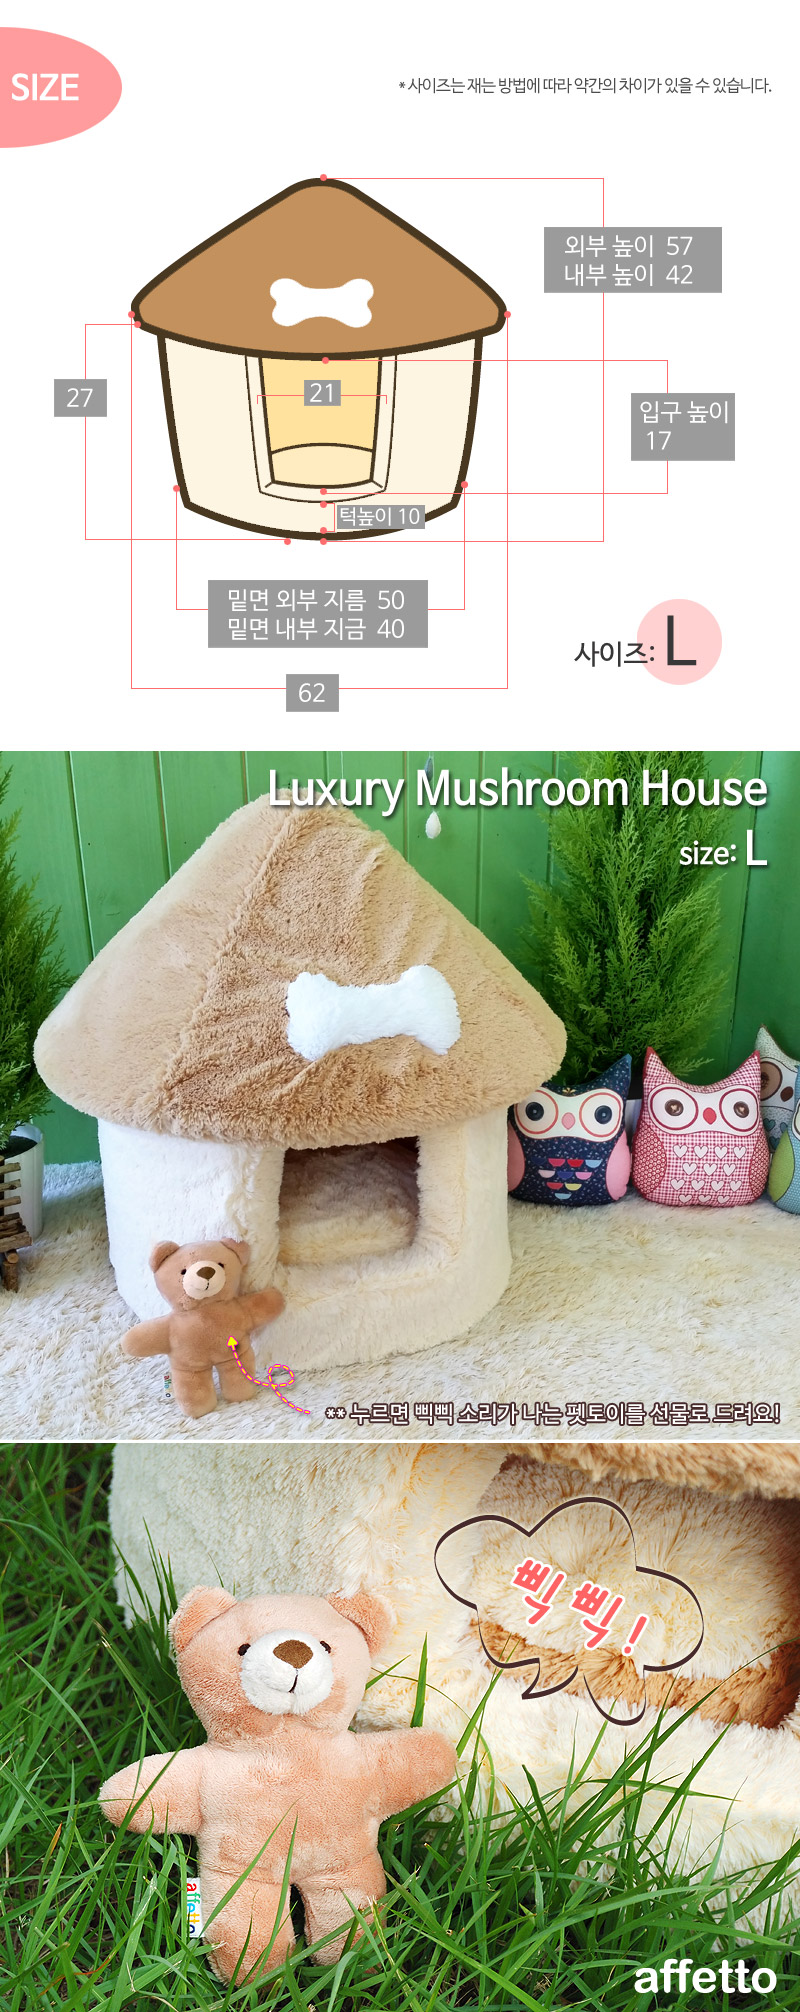 SIZE
* 사이즈는 재는 방법에 따라 약간의 차이가 있을 수 있습니다.
외부 높이 57
내부 높이 42
27
21
입구 높이
17
턱높이 10
밑면 외부 지름 50
밑면 내부 지금 40
사이즈: L
62
Luxury Mushroom House
size: L
** 누르면 삑삑 소리가 나는 펫토이를 선물로 드려요!
삑삑!
affetto
affetto